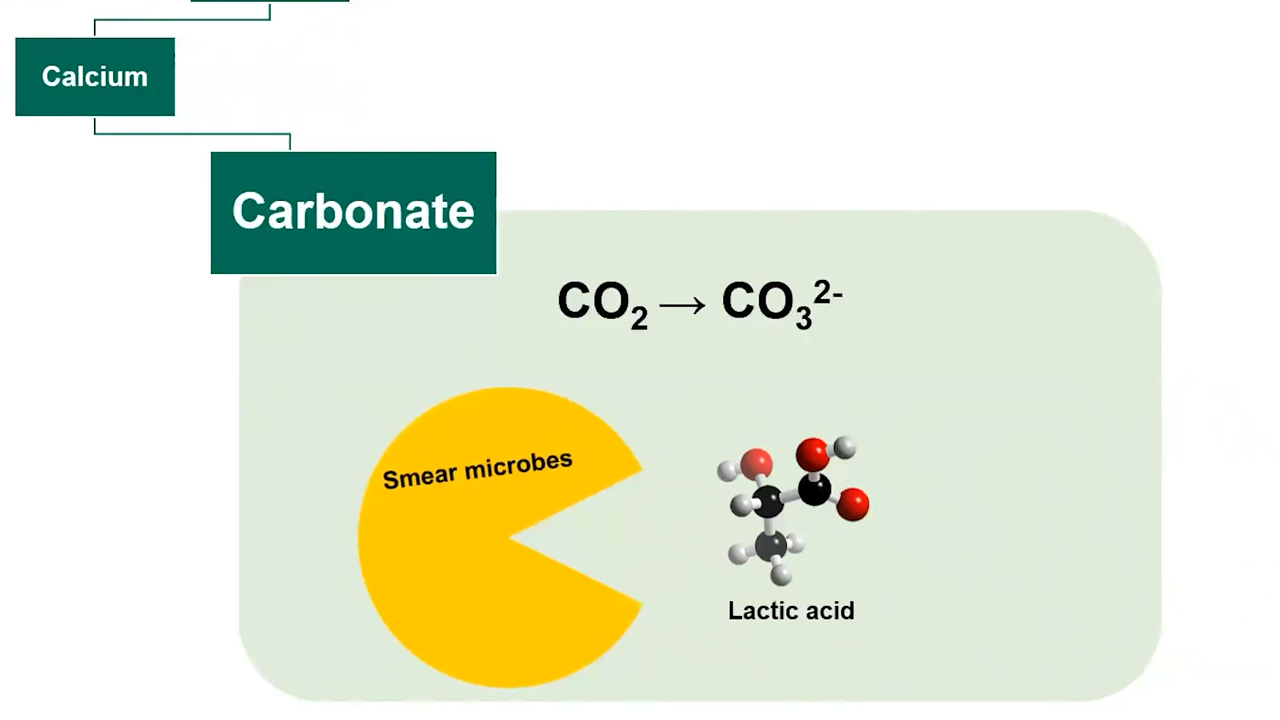 Calcium
Carbonate
CO₂ → CO₃²⁻
Smear microbes
Lactic acid